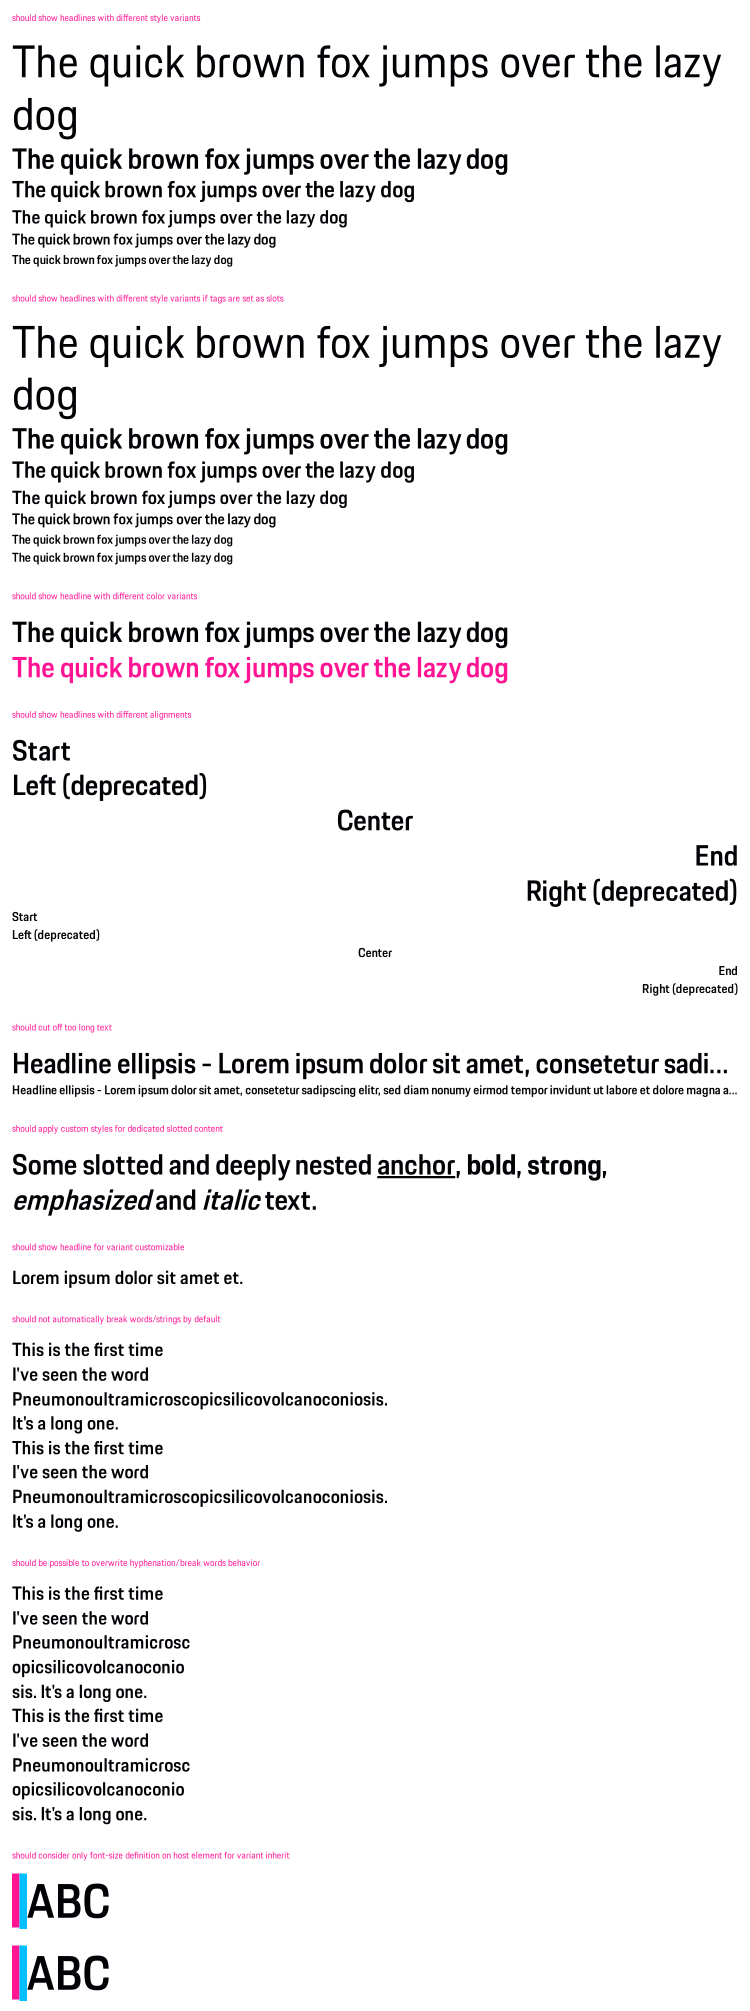 should show headlines with different style variants
The quick brown fox jumps over the lazy
dog
The quick brown fox jumps over the lazy dog
The quick brown fox jumps over the lazy dog
The quick brown fox jumps over the lazy dog
The quick brown fox jumps over the lazy dog
The quick brown fox jumps over the lazy dog
should show headlines with different style variants if tags are set as slots
The quick brown fox jumps over the lazy
dog
The quick brown fox jumps over the lazy dog
The quick brown fox jumps over the lazy dog
The quick brown fox jumps over the lazy dog
The quick brown fox jumps over the lazy dog
The quick brown fox jumps over the lazy dog
The quick brown fox jumps over the lazy dog
should show headline with different color variants
The quick brown fox jumps over the lazy dog
The quick brown fox jumps over the lazy dog
should show headlines with different alignments
Start
Left (deprecated)
Center
End
Right (deprecated)
Start
Left (deprecated)
Center
End
Right (deprecated)
should cut off too long text
Headline ellipsis - Lorem ipsum dolor sit amet, consetetur sadi...
Headline ellipsis - Lorem ipsum dolor sit amet, consetetur sadipscing elitr, sed diam nonumy eirmod tempor invidunt ut labore et dolore magna a...
should apply custom styles for dedicated slotted content
Some slotted and deeply nested anchor, bold, strong,
emphasized and italic text.
should show headline for variant customizable
Lorem ipsum dolor sit amet et.
should not automatically break words/strings by default
This is the first time
I've seen the word
Pneumonoultramicroscopicsilicovolcanoconiosis.
It's a long one.
This is the first time
I've seen the word
Pneumonoultramicroscopicsilicovolcanoconiosis.
It's a long one.
should be possible to overwrite hyphenation/break words behavior
This is the first time
I've seen the word
Pneumonoultramicrosc
opicsilicovolcanoconio
sis. It's a long one.
This is the first time
I've seen the word
Pneumonoultramicrosc
opicsilicovolcanoconio
sis. It's a long one.
should consider only font-size definition on host element for variant inherit
ABC
ABC